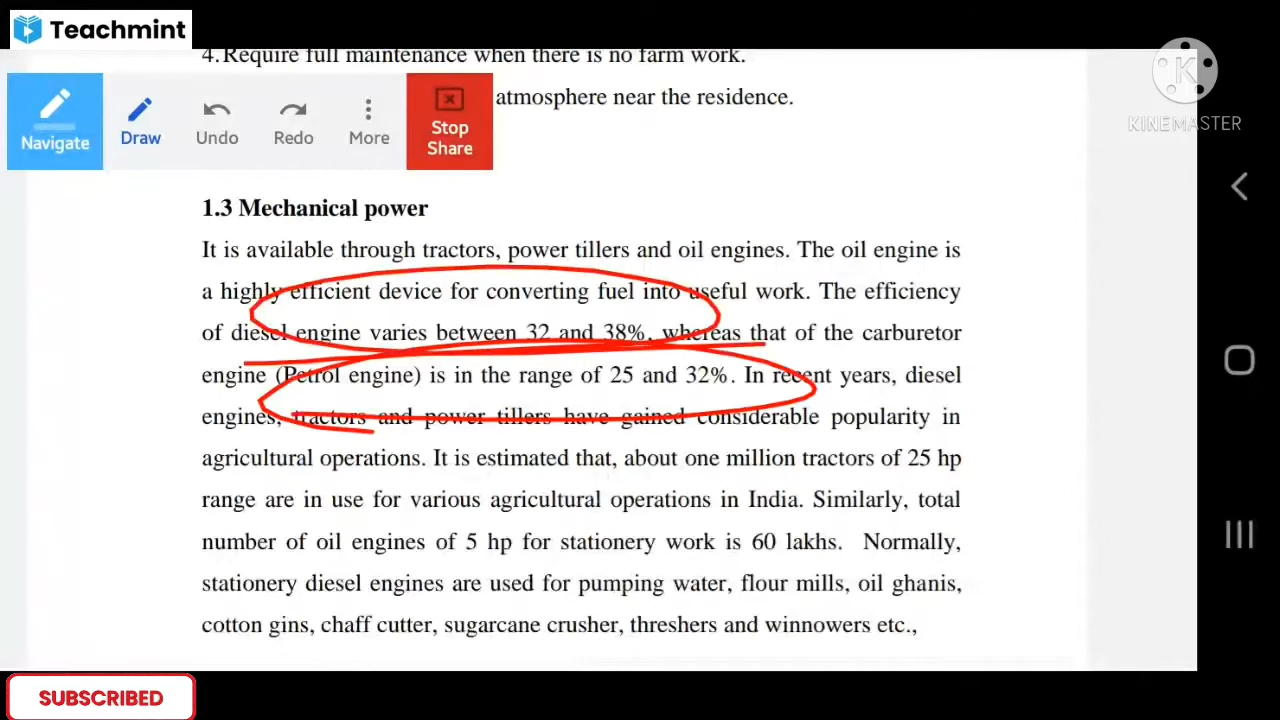 Teachmint
4. Require full maintenance when there is no farm work.
atmosphere near the residence.
Navigate
Draw
Undo
Redo
More
Stop
Share
KINEMASTER
1.3 Mechanical power
It is available through tractors, power tillers and oil engines. The oil engine is
a highly efficient device for converting fuel into useful work. The efficiency
of diesel engine varies between 32 and 38%, whereas that of the carburetor
engine (Petrol engine) is in the range of 25 and 32%. In recent years, diesel
engines, tractors and power tillers have gained considerable popularity in
agricultural operations. It is estimated that, about one million tractors of 25 hp
range are in use for various agricultural operations in India. Similarly, total
number of oil engines of 5 hp for stationery work is 60 lakhs. Normally,
stationery diesel engines are used for pumping water, flour mills, oil ghanis,
cotton gins, chaff cutter, sugarcane crusher, threshers and winnowers etc.,
SUBSCRIBED